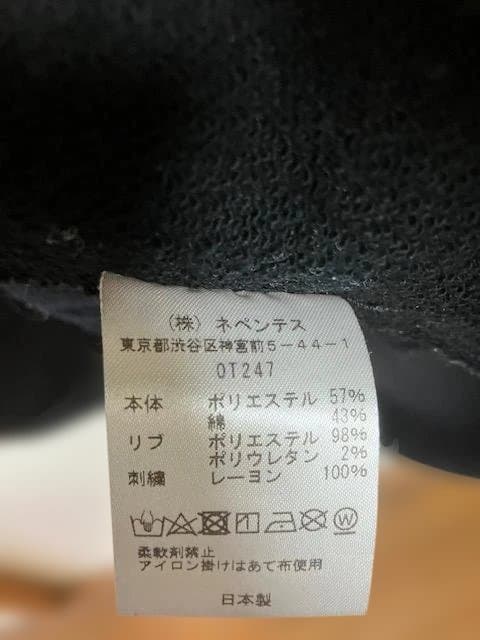 (株) ネペンテス
東京都渋谷区神宮前5-44-1
OT247
本体 ポリエステル 57%
綿 43%
リブ ポリエステル 98%
ポリウレタン 2%
刺繍 レーヨン 100%
柔軟剤禁止
アイロン掛けはあて布使用
日本製